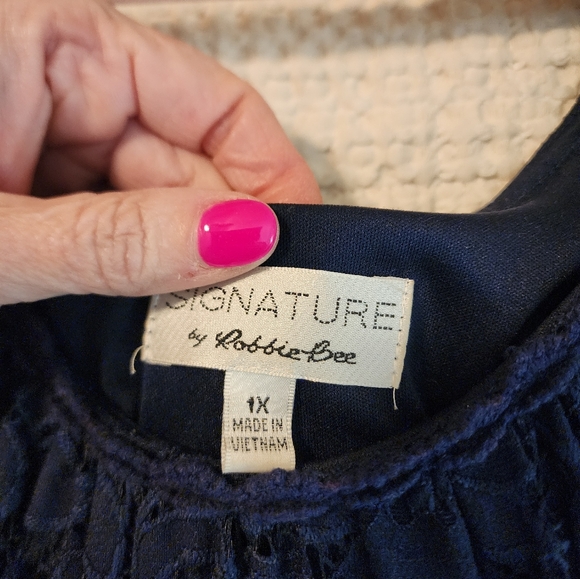 SIGNATURE
by Robbie Bee
1X
MADE IN
VIETNAM